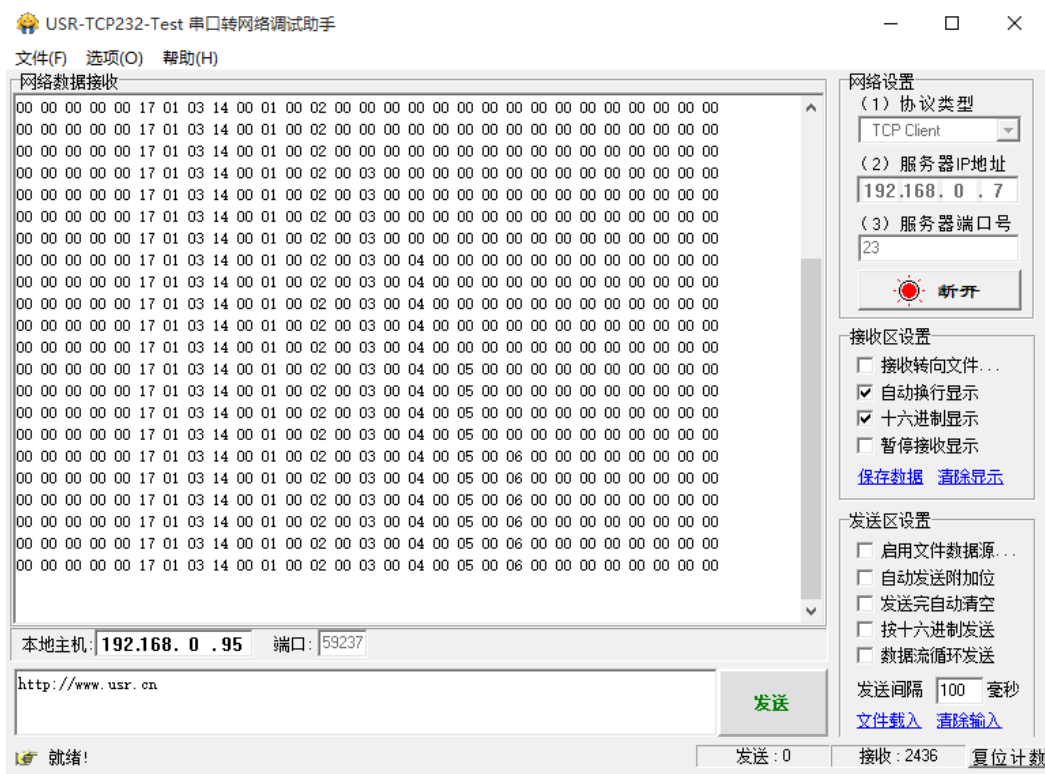 USR-TCP232-Test 串口转网络调试助手
文件(F) 选项(O) 帮助(H)
网络数据接收
00 00 00 00 00 17 01 03 14 00 01 00 02 00 00 00 00 00 00 00 00 00 00 00 00 00 00 00 00
00 00 00 00 00 17 01 03 14 00 01 00 02 00 00 00 00 00 00 00 00 00 00 00 00 00 00 00 00
00 00 00 00 00 17 01 03 14 00 01 00 02 00 00 00 00 00 00 00 00 00 00 00 00 00 00 00 00
00 00 00 00 00 17 01 03 14 00 01 00 02 00 03 00 00 00 00 00 00 00 00 00 00 00 00 00 00
00 00 00 00 00 17 01 03 14 00 01 00 02 00 03 00 00 00 00 00 00 00 00 00 00 00 00 00 00
00 00 00 00 00 17 01 03 14 00 01 00 02 00 03 00 00 00 00 00 00 00 00 00 00 00 00 00 00
00 00 00 00 00 17 01 03 14 00 01 00 02 00 03 00 00 00 00 00 00 00 00 00 00 00 00 00 00
00 00 00 00 00 17 01 03 14 00 01 00 02 00 03 00 04 00 00 00 00 00 00 00 00 00 00 00 00
00 00 00 00 00 17 01 03 14 00 01 00 02 00 03 00 04 00 00 00 00 00 00 00 00 00 00 00 00
00 00 00 00 00 17 01 03 14 00 01 00 02 00 03 00 04 00 00 00 00 00 00 00 00 00 00 00 00
00 00 00 00 00 17 01 03 14 00 01 00 02 00 03 00 04 00 00 00 00 00 00 00 00 00 00 00 00
00 00 00 00 00 17 01 03 14 00 01 00 02 00 03 00 04 00 00 00 00 00 00 00 00 00 00 00 00
00 00 00 00 00 17 01 03 14 00 01 00 02 00 03 00 04 00 05 00 00 00 00 00 00 00 00 00 00
00 00 00 00 00 17 01 03 14 00 01 00 02 00 03 00 04 00 05 00 00 00 00 00 00 00 00 00 00
00 00 00 00 00 17 01 03 14 00 01 00 02 00 03 00 04 00 05 00 00 00 00 00 00 00 00 00 00
00 00 00 00 00 17 01 03 14 00 01 00 02 00 03 00 04 00 05 00 00 00 00 00 00 00 00 00 00
00 00 00 00 00 17 01 03 14 00 01 00 02 00 03 00 04 00 05 00 06 00 00 00 00 00 00 00 00
00 00 00 00 00 17 01 03 14 00 01 00 02 00 03 00 04 00 05 00 06 00 00 00 00 00 00 00 00
00 00 00 00 00 17 01 03 14 00 01 00 02 00 03 00 04 00 05 00 06 00 00 00 00 00 00 00 00
00 00 00 00 00 17 01 03 14 00 01 00 02 00 03 00 04 00 05 00 06 00 00 00 00 00 00 00 00
00 00 00 00 00 17 01 03 14 00 01 00 02 00 03 00 04 00 05 00 06 00 00 00 00 00 00 00 00
00 00 00 00 00 17 01 03 14 00 01 00 02 00 03 00 04 00 05 00 06 00 00 00 00 00 00 00 00
本地主机: 192.168. 0 .95 端口: 59237
http://www.usr.cn
发送
网络设置
(1) 协议类型
TCP Client
(2) 服务器IP地址
192.168. 0 . 7
(3) 服务器端口号
23
断开
接收区设置
接收转向文件...
自动换行显示
十六进制显示
暂停接收显示
保存数据 清除显示
发送区设置
启用文件数据源...
自动发送附加位
发送完自动清空
按十六进制发送
数据流循环发送
发送间隔 100 毫秒
文件载入 清除输入
就绪! 发送:0 接收:2436 复位计数